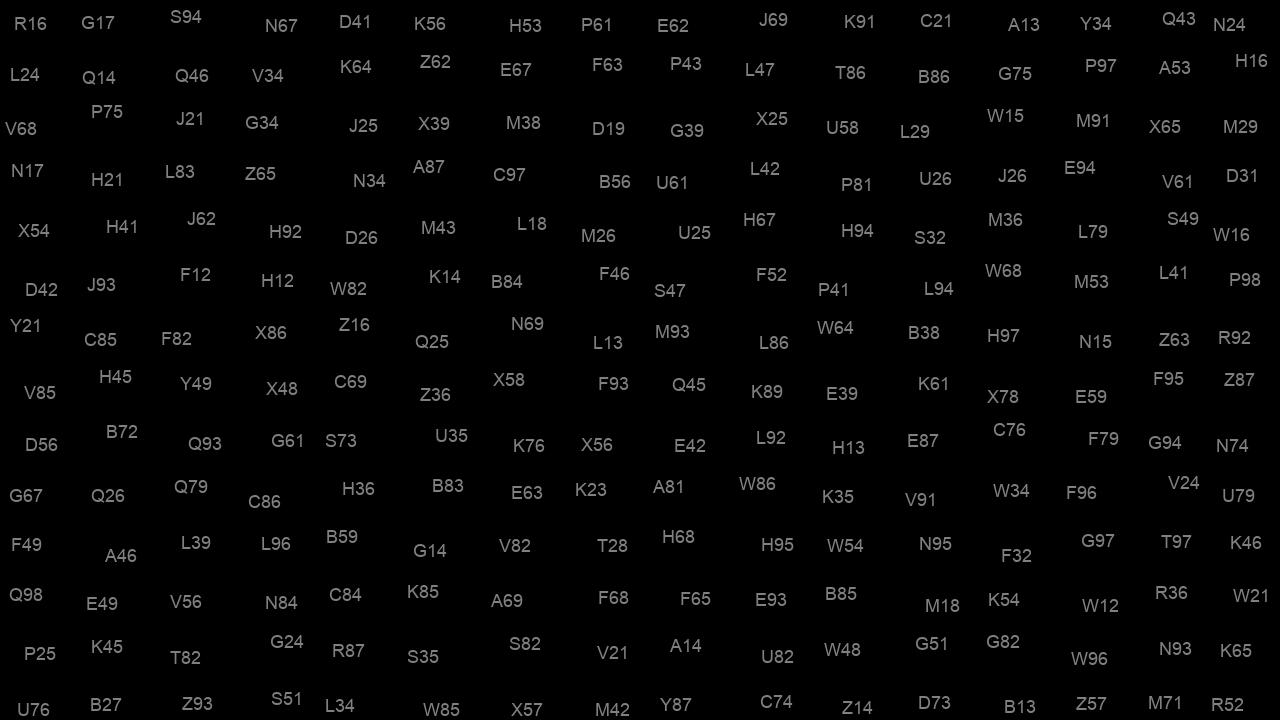 R16 G17 S94 N67 D41 K56 H53 P61 E62 J69 K91 C21 A13 Y34 Q43 N24
L24 Q14 Q46 V34 K64 Z62 E67 F63 P43 L47 T86 B86 G75 P97 A53 H16
V68 P75 J21 G34 J25 X39 M38 D19 G39 X25 U58 L29 W15 M91 X65 M29
N17 H21 L83 Z65 N34 A87 C97 B56 U61 L42 P81 U26 J26 E94 V61 D31
X54 H41 J62 H92 D26 M43 L18 M26 U25 H67 H94 S32 M36 L79 S49 W16
D42 J93 F12 H12 W82 K14 B84 F46 S47 F52 P41 L94 W68 M53 L41 P98
Y21 C85 F82 X86 Z16 Q25 N69 L13 M93 L86 W64 B38 H97 N15 Z63 R92
V85 H45 Y49 X48 C69 Z36 X58 F93 Q45 K89 E39 K61 X78 E59 F95 Z87
D56 B72 Q93 G61 S73 U35 K76 X56 E42 L92 H13 E87 C76 F79 G94 N74
G67 Q26 Q79 C86 H36 B83 E63 K23 A81 W86 K35 V91 W34 F96 V24 U79
F49 A46 L39 L96 B59 G14 V82 T28 H68 H95 W54 N95 F32 G97 T97 K46
Q98 E49 V56 N84 C84 K85 A69 F68 F65 E93 B85 M18 K54 W12 R36 W21
P25 K45 T82 G24 R87 S35 S82 V21 A14 U82 W48 G51 G82 W96 N93 K65
U76 B27 Z93 S51 L34 W85 X57 M42 Y87 C74 Z14 D73 B13 Z57 M71 R52